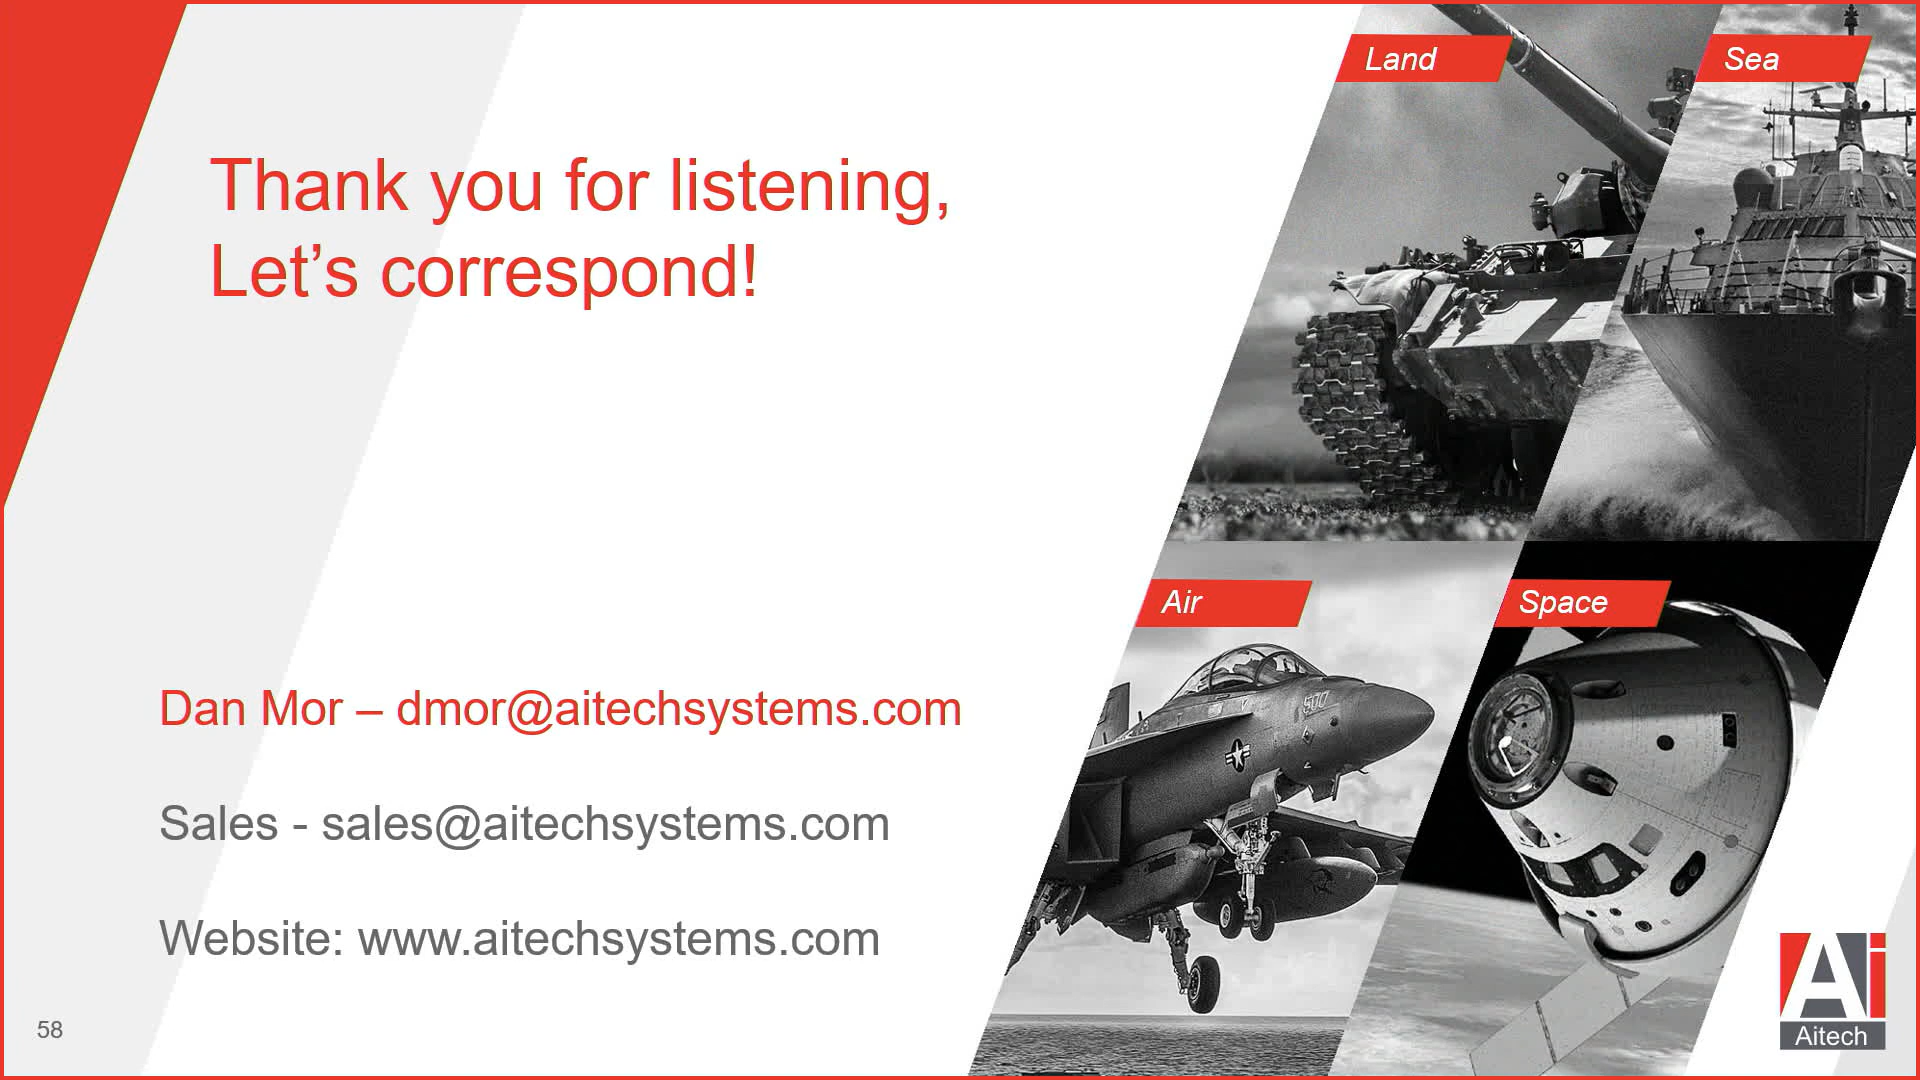 Thank you for listening,
Let’s correspond!
Dan Mor – dmor@aitechsystems.com
Sales - sales@aitechsystems.com
Website: www.aitechsystems.com
58
Land
Sea
Air
Space
500
Ai
Aitech